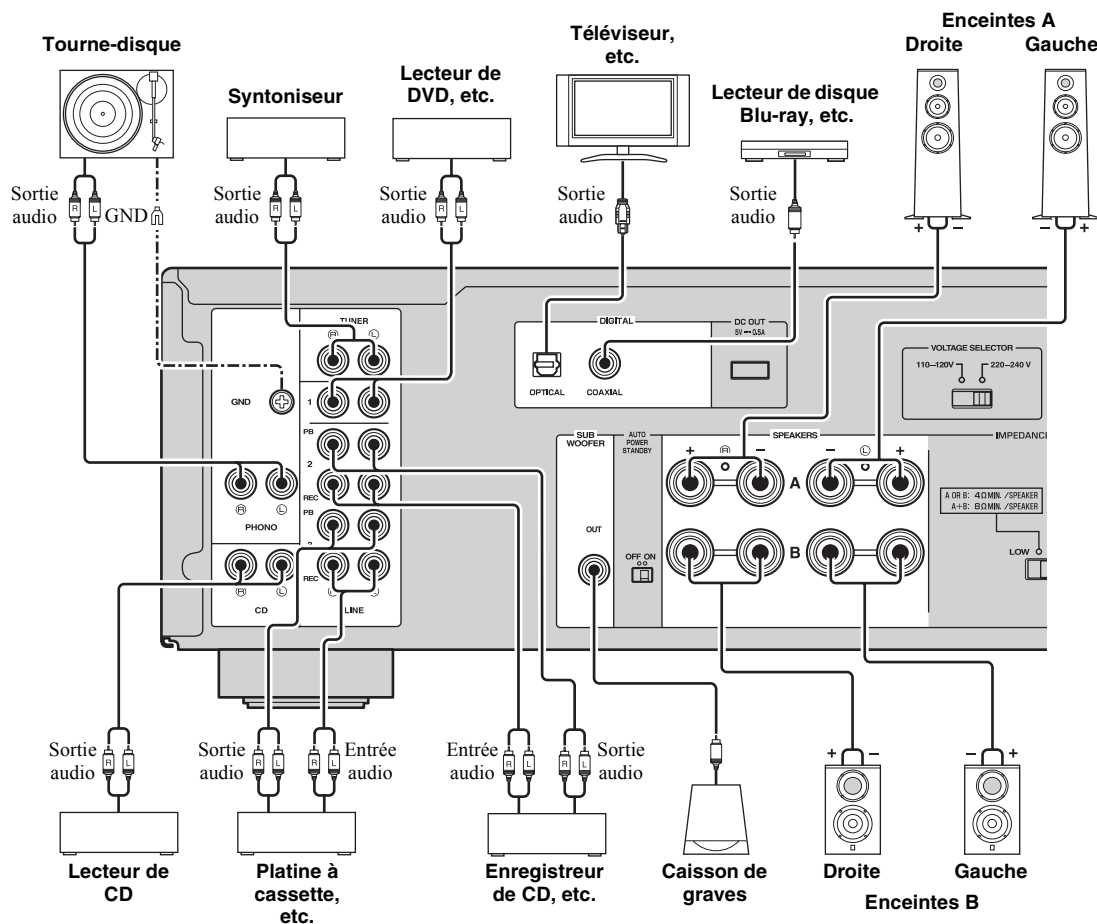 Enceintes A
Tourne-disque
Téléviseur,
etc.
Droite
Gauche
Syntoniseur
Lecteur de
DVD, etc.
Lecteur de disque
Blu-ray, etc.
Sortie
audio
R
L
GND
Sortie
audio
R
L
Sortie
audio
R
L
Sortie
audio
Sortie
audio
+
−
−
+
TUNER
R
L
GND
1
PB
2
REC
PB
3
REC
R
L
PHONO
R
L
CD
LINE
DIGITAL
OPTICAL
COAXIAL
DC OUT
5V 0.5A
VOLTAGE SELECTOR
110–120V
220–240 V
SUB
WOOFER
OUT
AUTO
POWER
STANDBY
OFF ON
SPEAKERS
+
R
−
−
L
+
A
B
IMPEDANCE
A OR B: 4ΩMIN. /SPEAKER
A+B: 8ΩMIN. /SPEAKER
LOW
Sortie
audio
R
L
Sortie
audio
R
L
R
L
Entrée
audio
Entrée
audio
R
L
R
L
Sortie
audio
+
−
−
+
Lecteur de
CD
Platine à
cassette,
etc.
Enregistreur
de CD, etc.
Caisson de
graves
Droite
Gauche
Enceintes B